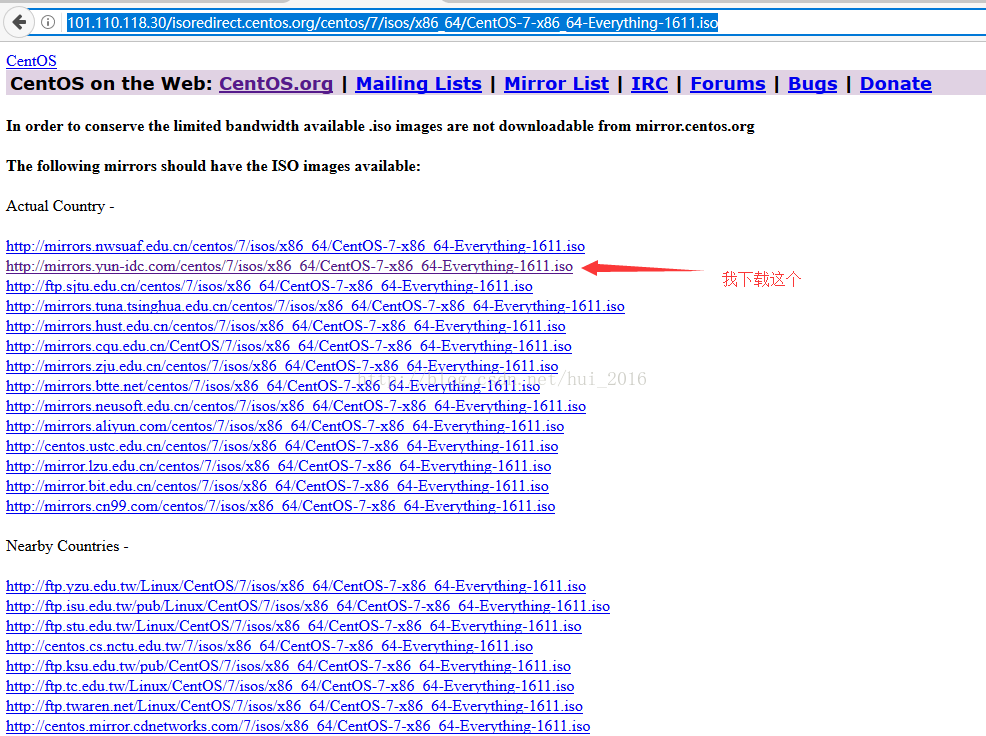 101.110.118.30/isoredirect.centos.org/centos/7/isos/x86_64/CentOS-7-x86_64-Everything-1611.iso
CentOS
CentOS on the Web: CentOS.org | Mailing Lists | Mirror List | IRC | Forums | Bugs | Donate
In order to conserve the limited bandwidth available .iso images are not downloadable from mirror.centos.org
The following mirrors should have the ISO images available:
Actual Country -
http://mirrors.nwsuaf.edu.cn/centos/7/isos/x86_64/CentOS-7-x86_64-Everything-1611.iso
http://mirrors.yun-idc.com/centos/7/isos/x86_64/CentOS-7-x86_64-Everything-1611.iso
我下载这个
http://ftp.sjtu.edu.cn/centos/7/isos/x86_64/CentOS-7-x86_64-Everything-1611.iso
http://mirrors.tuna.tsinghua.edu.cn/centos/7/isos/x86_64/CentOS-7-x86_64-Everything-1611.iso
http://mirrors.hust.edu.cn/centos/7/isos/x86_64/CentOS-7-x86_64-Everything-1611.iso
http://mirrors.cqu.edu.cn/CentOS/7/isos/x86_64/CentOS-7-x86_64-Everything-1611.iso
http://mirrors.zju.edu.cn/centos/7/isos/x86_64/CentOS-7-x86_64-Everything-1611.iso
http://blog.csdn.net/hui_2016
http://mirrors.btte.net/centos/7/isos/x86_64/CentOS-7-x86_64-Everything-1611.iso
http://mirrors.neusoft.edu.cn/centos/7/isos/x86_64/CentOS-7-x86_64-Everything-1611.iso
http://mirrors.aliyun.com/centos/7/isos/x86_64/CentOS-7-x86_64-Everything-1611.iso
http://centos.ustc.edu.cn/centos/7/isos/x86_64/CentOS-7-x86_64-Everything-1611.iso
http://mirror.lzu.edu.cn/centos/7/isos/x86_64/CentOS-7-x86_64-Everything-1611.iso
http://mirror.bit.edu.cn/centos/7/isos/x86_64/CentOS-7-x86_64-Everything-1611.iso
http://mirrors.cn99.com/centos/7/isos/x86_64/CentOS-7-x86_64-Everything-1611.iso
Nearby Countries -
http://ftp.yzu.edu.tw/Linux/CentOS/7/isos/x86_64/CentOS-7-x86_64-Everything-1611.iso
http://ftp.isu.edu.tw/pub/Linux/CentOS/7/isos/x86_64/CentOS-7-x86_64-Everything-1611.iso
http://ftp.stu.edu.tw/Linux/CentOS/7/isos/x86_64/CentOS-7-x86_64-Everything-1611.iso
http://centos.cs.nctu.edu.tw/7/isos/x86_64/CentOS-7-x86_64-Everything-1611.iso
http://ftp.ksu.edu.tw/pub/CentOS/7/isos/x86_64/CentOS-7-x86_64-Everything-1611.iso
http://ftp.tc.edu.tw/Linux/CentOS/7/isos/x86_64/CentOS-7-x86_64-Everything-1611.iso
http://ftp.twaren.net/Linux/CentOS/7/isos/x86_64/CentOS-7-x86_64-Everything-1611.iso
http://centos.mirror.cdnetworks.com/7/isos/x86_64/CentOS-7-x86_64-Everything-1611.iso